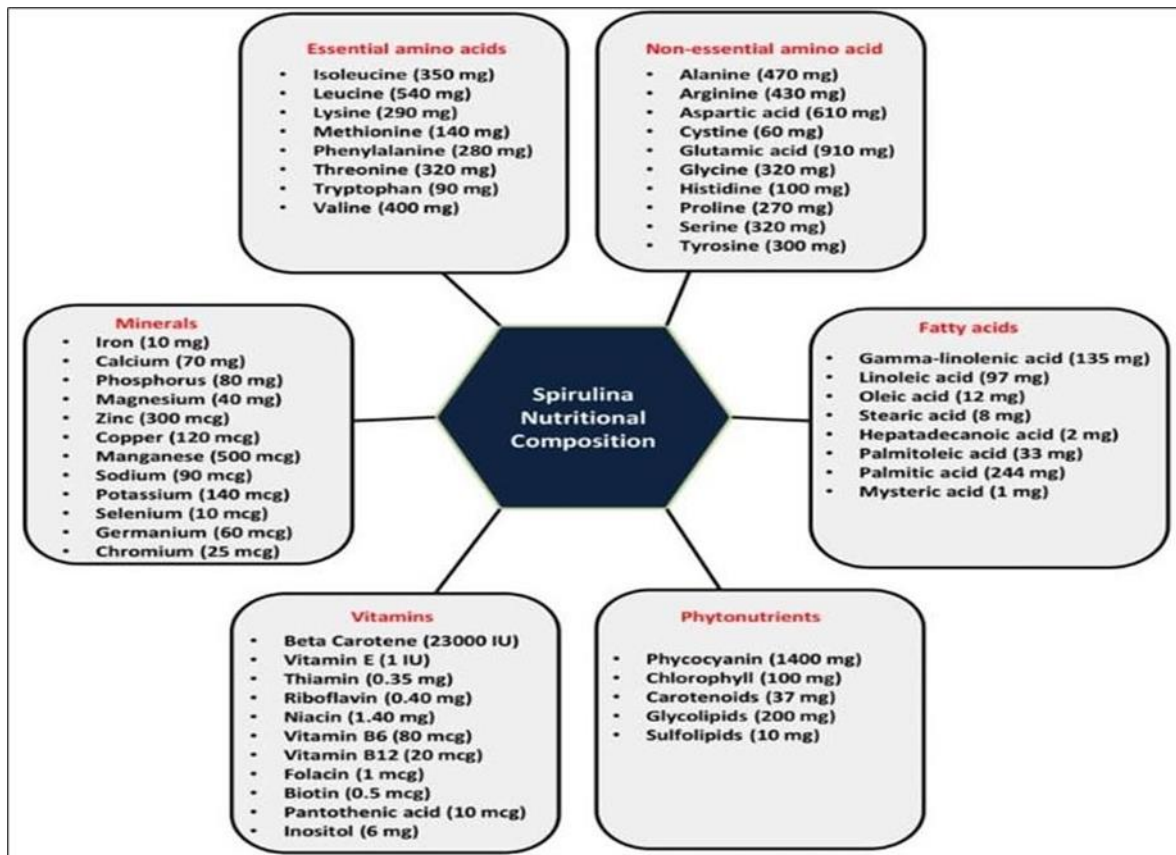 Essential amino acids
• Isoleucine (350 mg)
• Leucine (540 mg)
• Lysine (290 mg)
• Methionine (140 mg)
• Phenylalanine (280 mg)
• Threonine (320 mg)
• Tryptophan (90 mg)
• Valine (400 mg)
Non-essential amino acid
• Alanine (470 mg)
• Arginine (430 mg)
• Aspartic acid (610 mg)
• Cystine (60 mg)
• Glutamic acid (910 mg)
• Glycine (320 mg)
• Histidine (100 mg)
• Proline (270 mg)
• Serine (320 mg)
• Tyrosine (300 mg)
Minerals
• Iron (10 mg)
• Calcium (70 mg)
• Phosphorus (80 mg)
• Magnesium (40 mg)
• Zinc (300 mcg)
• Copper (120 mcg)
• Manganese (500 mcg)
• Sodium (90 mcg)
• Potassium (140 mcg)
• Selenium (10 mcg)
• Germanium (60 mcg)
• Chromium (25 mcg)
Spirulina
Nutritional
Composition
Fatty acids
• Gamma-linolenic acid (135 mg)
• Linoleic acid (97 mg)
• Oleic acid (12 mg)
• Stearic acid (8 mg)
• Hepatadecanoic acid (2 mg)
• Palmitoleic acid (33 mg)
• Palmitic acid (244 mg)
• Mysteric acid (1 mg)
Vitamins
• Beta Carotene (23000 IU)
• Vitamin E (1 IU)
• Thiamin (0.35 mg)
• Riboflavin (0.40 mg)
• Niacin (1.40 mg)
• Vitamin B6 (80 mcg)
• Vitamin B12 (20 mcg)
• Folacin (1 mcg)
• Biotin (0.5 mcg)
• Pantothenic acid (10 mcg)
• Inositol (6 mg)
Phytonutrients
• Phycocyanin (1400 mg)
• Chlorophyll (100 mg)
• Carotenoids (37 mg)
• Glycolipids (200 mg)
• Sulfolipids (10 mg)